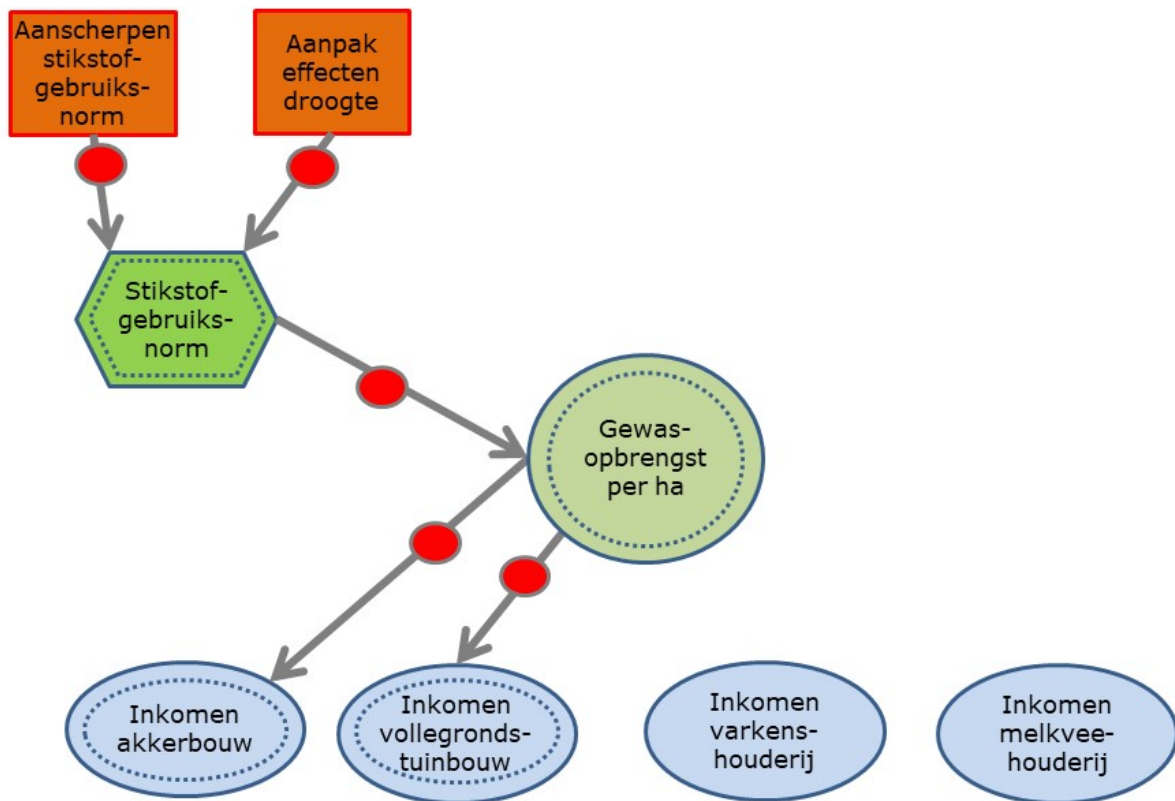 Aanscherpen
stikstof-
gebruiks-
norm
Aanpak
effecten
droogte
Stikstof-
gebruiks-
norm
Gewas-
opbrengst
per ha
Inkomen
akkerbouw
Inkomen
vollegronds-
tuinbouw
Inkomen
varkens-
houderij
Inkomen
melkvee-
houderij